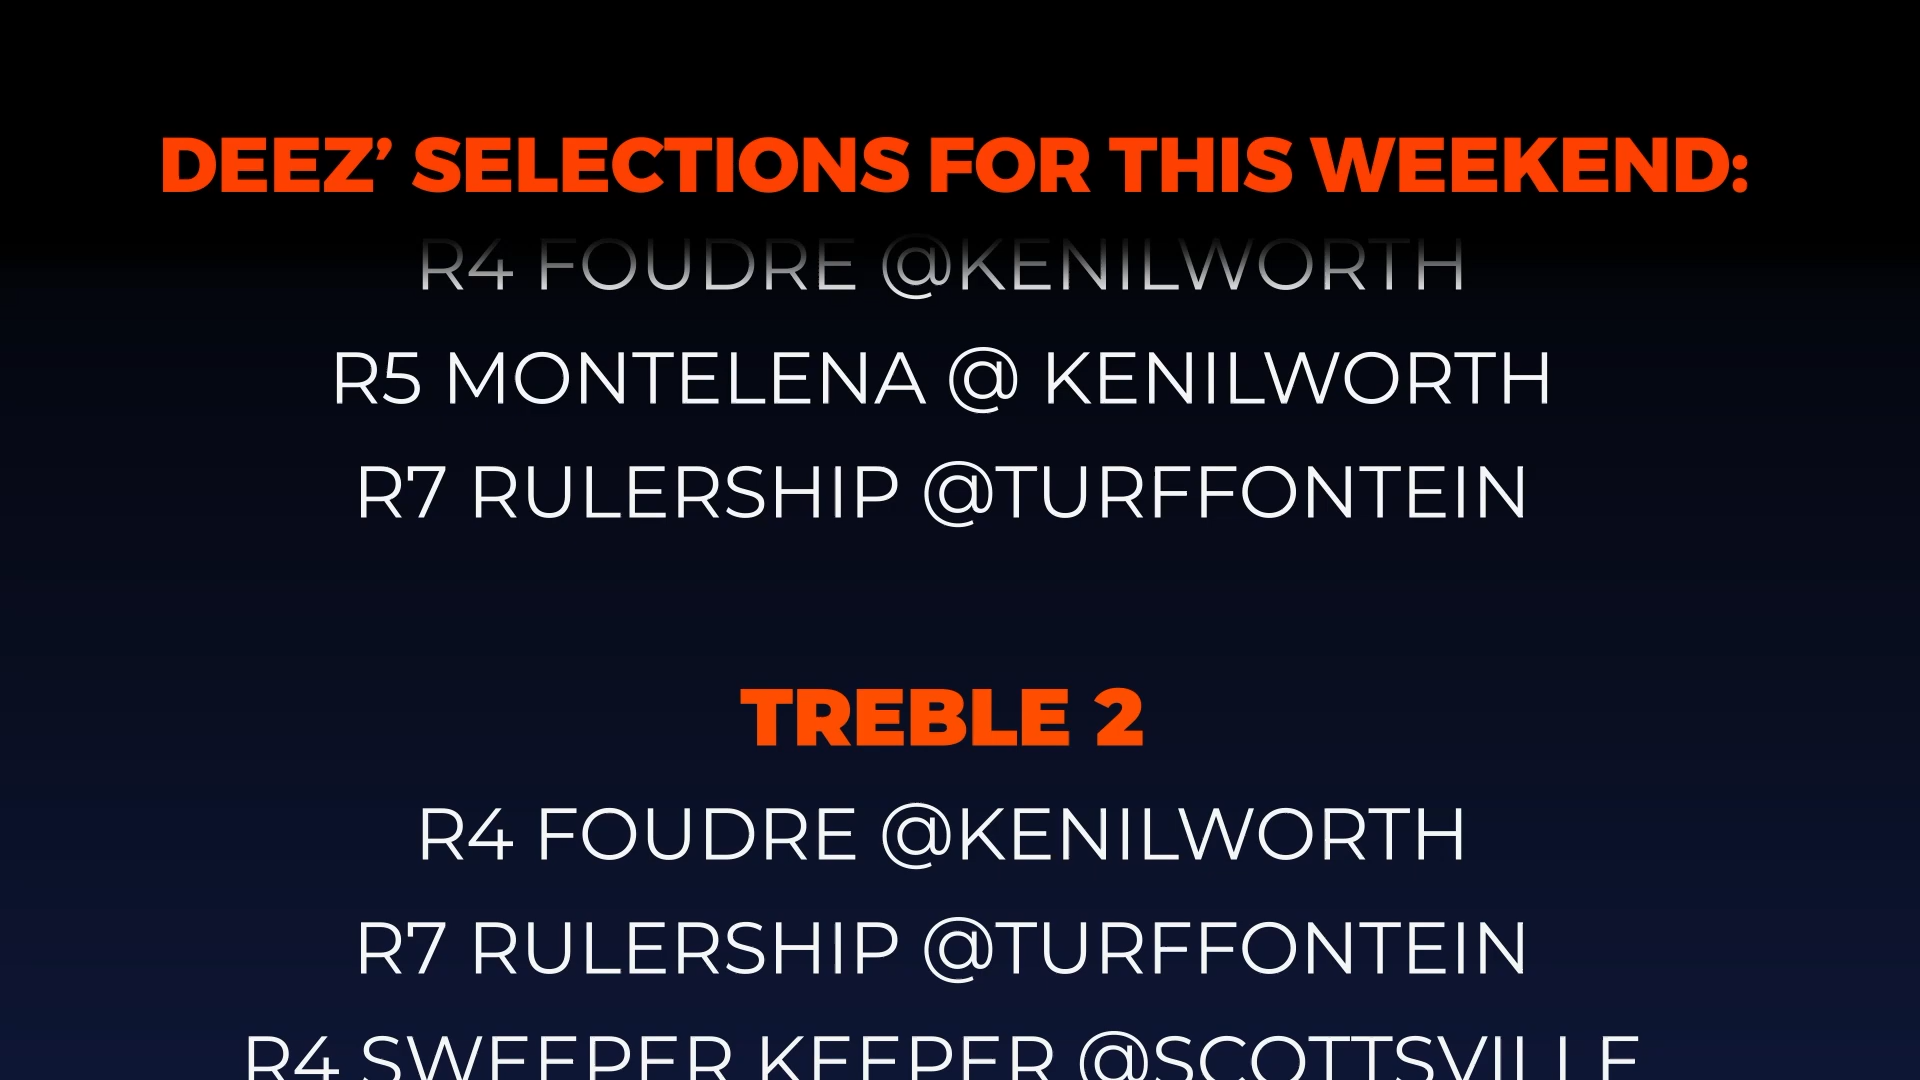 DEEZ’ SELECTIONS FOR THIS WEEKEND:
R4 FOUDRE @KENILWORTH
R5 MONTELENA @ KENILWORTH
R7 RULERSHIP @TURFFONTEIN
TREBLE 2
R4 FOUDRE @KENILWORTH
R7 RULERSHIP @TURFFONTEIN
R4 SWEEPER KEEPER @SCOTTSVILLE